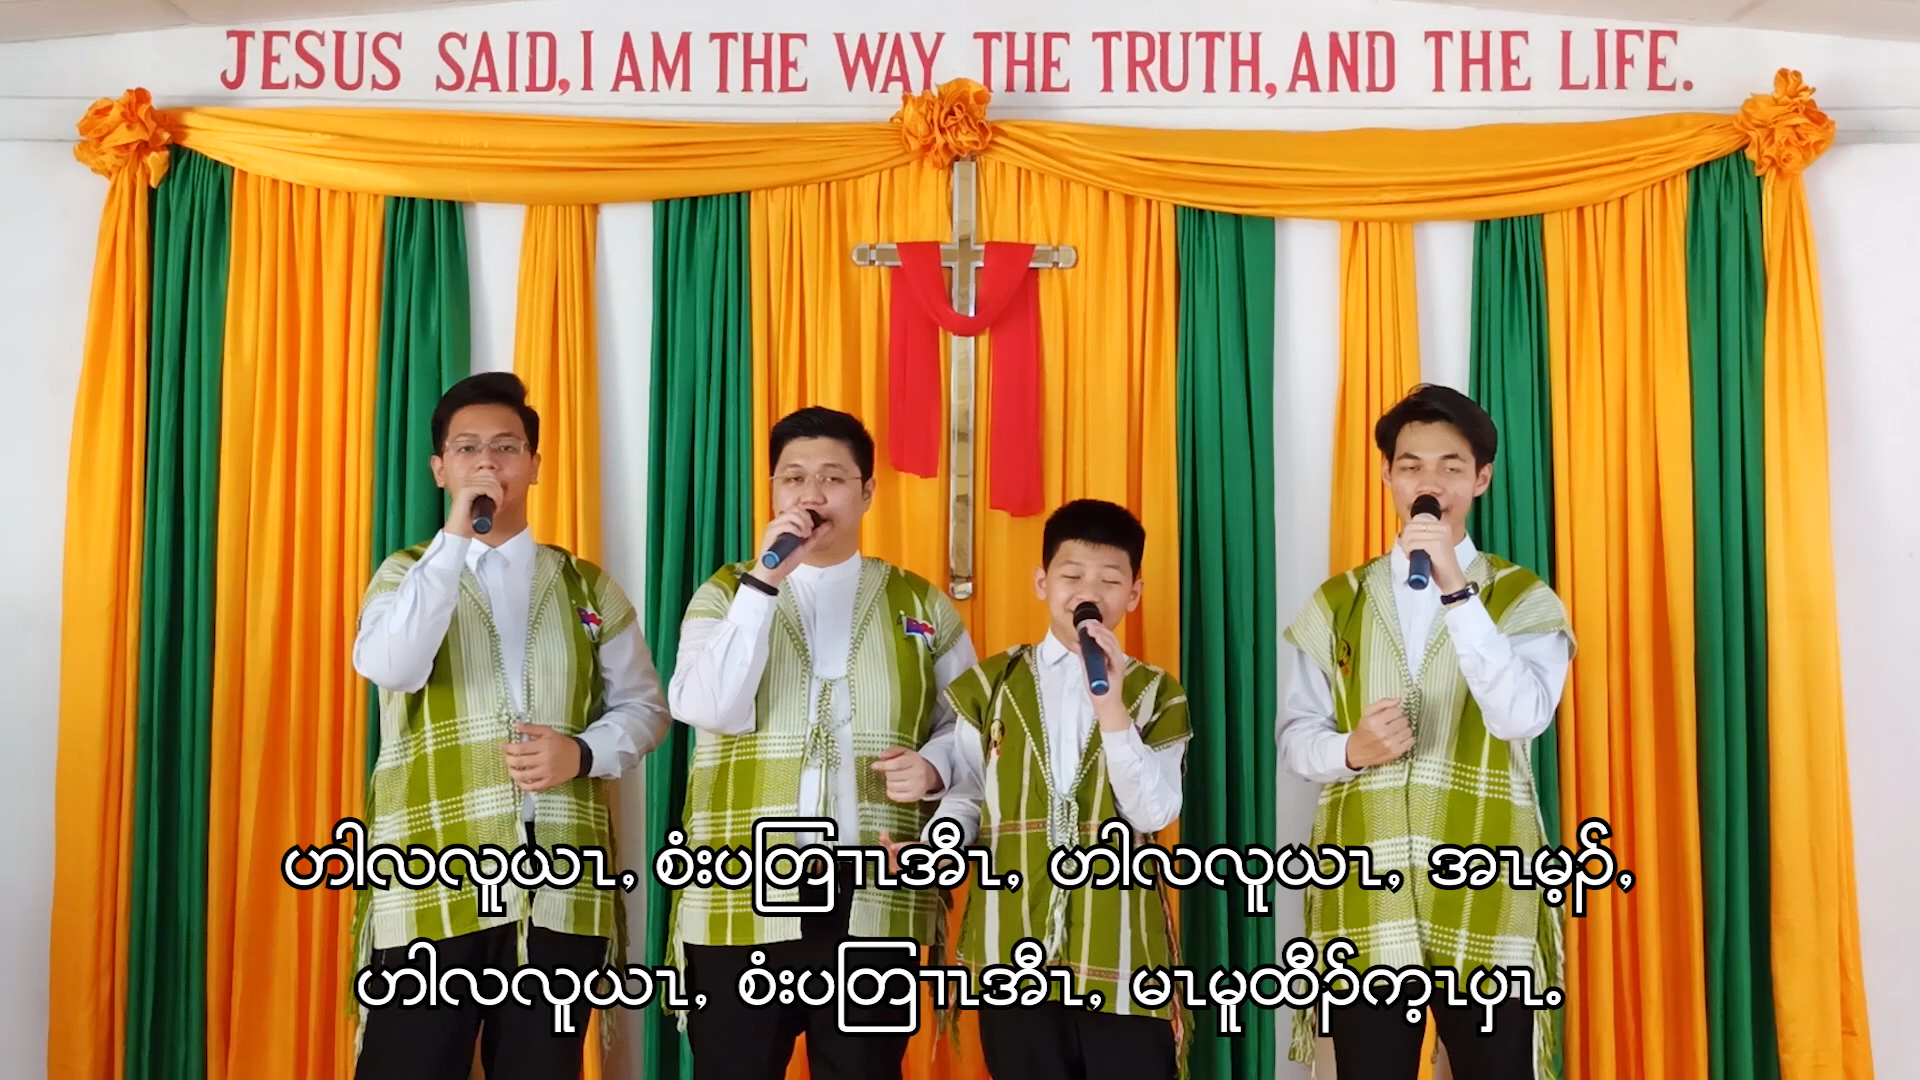 JESUS SAID, I AM THE WAY THE TRUTH, AND THE LIFE.
ဟါလလူယၤ, စံးပတြၢၤအီၤ, ဟါလလူယၤ, အၤမ့ၣ်,
ဟါလလူယၤ, စံးပတြၢၤအီၤ, မၤမူထီၣ်က့ၤပှၤ.